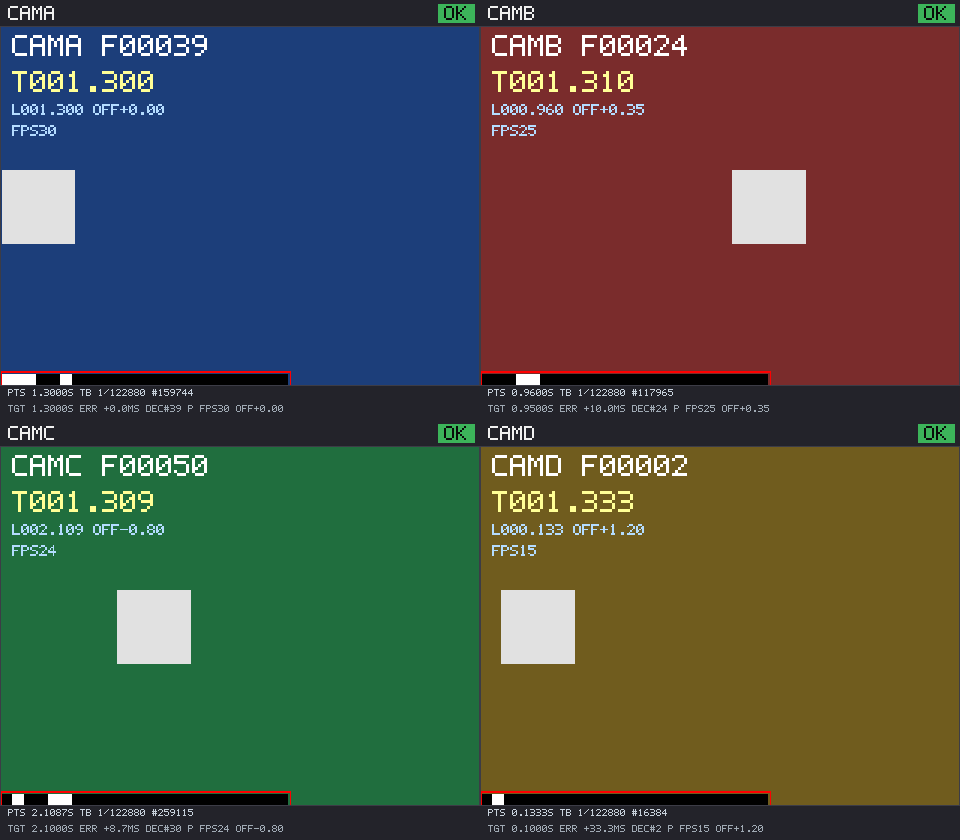 CAMA OK
CAMA F00039
T001.300
L001.300 OFF+0.00
FPS30
PTS 1.3000S TB 1/122880 #159744
TGT 1.3000S ERR +0.0MS DEC#39 P FPS30 OFF+0.00
CAMB OK
CAMB F00024
T001.310
L000.960 OFF+0.35
FPS25
PTS 0.9600S TB 1/122880 #117965
TGT 0.9500S ERR +10.0MS DEC#24 P FPS25 OFF+0.35
CAMC OK
CAMC F00050
T001.309
L002.109 OFF-0.80
FPS24
PTS 2.1087S TB 1/122880 #259115
TGT 2.1000S ERR +8.7MS DEC#30 P FPS24 OFF-0.80
CAMD OK
CAMD F00002
T001.333
L000.133 OFF+1.20
FPS15
PTS 0.1333S TB 1/122880 #16384
TGT 0.1000S ERR +33.3MS DEC#2 P FPS15 OFF+1.20